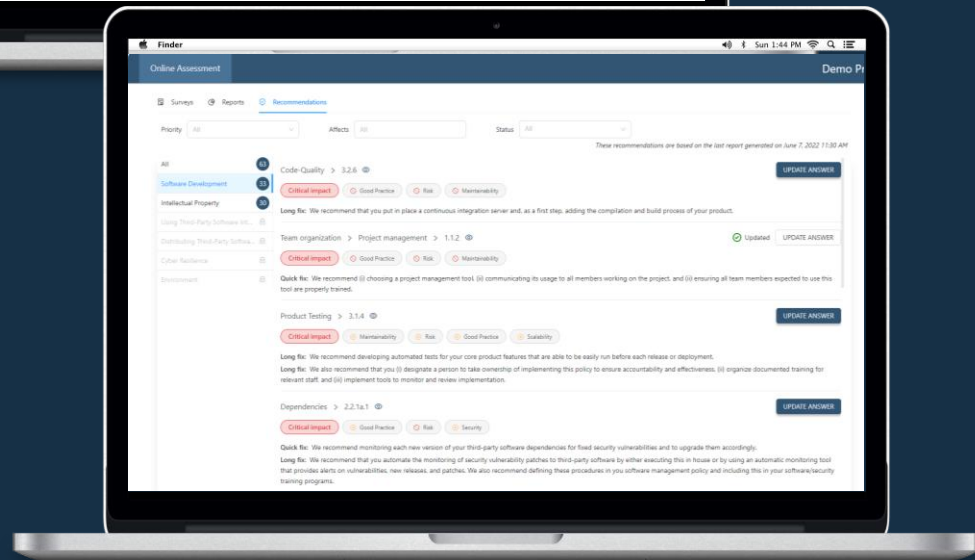 Finder
Sun 1:44 PM
Online Assessment
Demo Pr
Surveys
Reports
Recommendations
Priority
All
Affects
All
Status
All
These recommendations are based on the last report generated on June 7, 2022 11:30 AM
All
63
Software Development
33
Intellectual Property
30
Using Third-Party Software
Distributing Third-Party Softwa...
Cyber Resilience
Environment
Code-Quality > 3.2.6
UPDATE ANSWER
Critical impact
Good Practice
Risk
Maintainability
Long fix: We recommend that you put in place a continuous integration server and, as a first step, adding the compilation and build process of your product.
Team organization > Project management > 1.1.2
Updated
UPDATE ANSWER
Critical impact
Good Practice
Risk
Maintainability
Quick fix: We recommend (i) choosing a project management tool, (ii) communicating its usage to all members working on the project, and (iii) ensuring all team members expected to use this
tool are properly trained.
Product Testing > 3.1.4
UPDATE ANSWER
Critical impact
Maintainability
Risk
Good Practice
Scalability
Long fix: We recommend developing automated tests for your core product features that are able to be easily run before each release or deployment.
Long fix: We also recommend that you (i) designate a person to take ownership of implementing this policy to ensure accountability and effectiveness, (ii) organize documented training for
relevant staff, and (iii) implement tools to monitor and review implementation.
Dependencies > 2.2.1a.1
UPDATE ANSWER
Critical impact
Good Practice
Risk
Security
Quick fix: We recommend monitoring each new version of your third-party software dependencies for fixed security vulnerabilities and to upgrade them accordingly.
Long fix: We recommend that you automate the monitoring of security vulnerability patches to third-party software by either executing this in house or by using an automatic monitoring tool
that provides alerts on vulnerabilities, new releases, and patches. We also recommend defining these procedures in you software management policy and including this in your software/security
training programs.